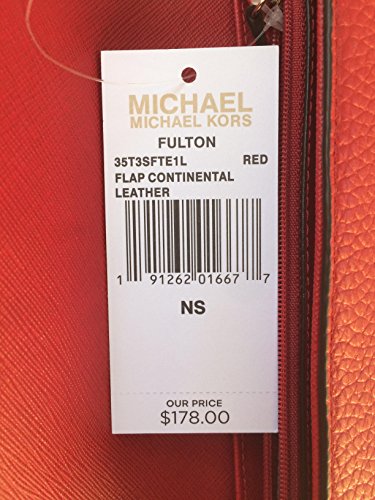 MICHAEL
MICHAEL KORS
FULTON
35T3SFTE1L RED
FLAP CONTINENTAL
LEATHER
1 91262 01667 7
NS
OUR PRICE
$178.00